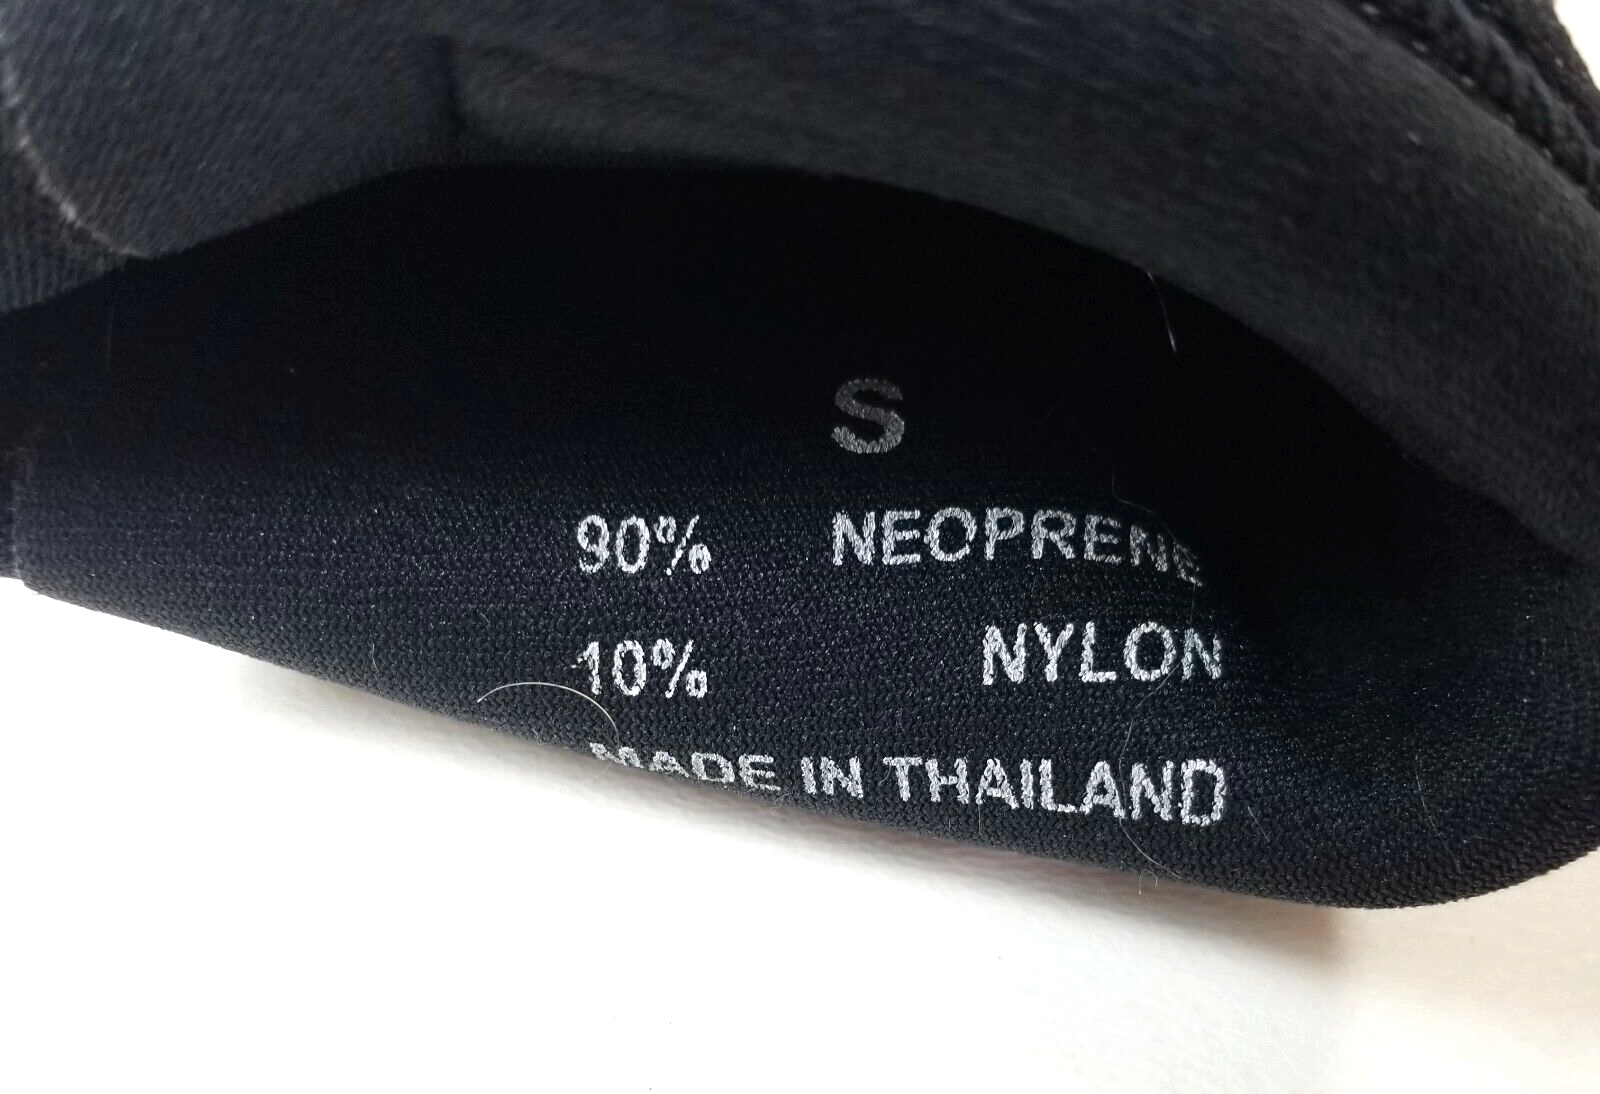 S
90% NEOPRENE
10% NYLON
MADE IN THAILAND